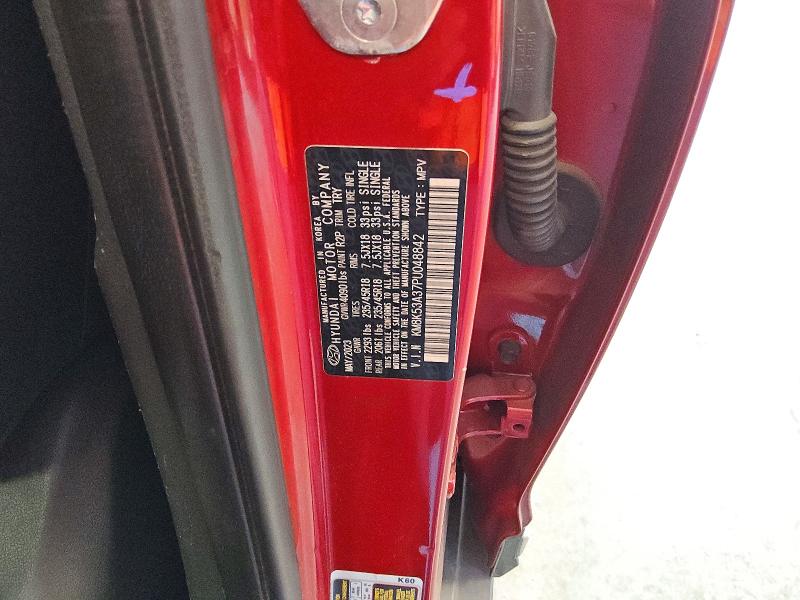 MANUFACTURED IN KOREA BY
HYUNDAI MOTOR COMPANY
MAY/2023 GVWR 4090lbs PAINT R2P TRIM TRY
GAWR TIRES RIMS COLD TIRE INFL
FRONT 2293lbs 235/45R18 7.5JX18 33psi SINGLE
REAR 2061lbs 235/45R18 7.5JX18 33psi SINGLE
THIS VEHICLE CONFORMS TO ALL APPLICABLE U.S.A. FEDERAL
MOTOR VEHICLE SAFETY AND THEFT PREVENTION STANDARDS
IN EFFECT ON THE DATE OF MANUFACTURE SHOWN ABOVE
V.I.N KM8K53A37PU048842 TYPE : MPV
K60